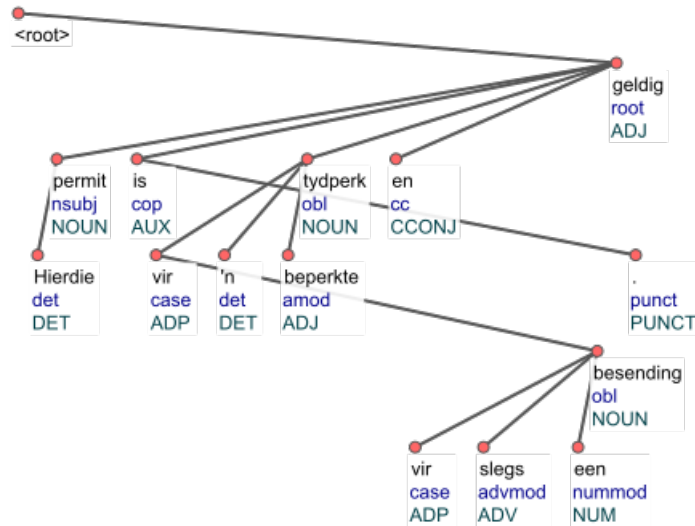 <root>
geldig
root
ADJ
permit
nsubj
NOUN
is
cop
AUX
tydperk
obl
NOUN
en
cc
CCONJ
Hierdie
det
DET
vir
case
ADP
'n
det
DET
beperkte
amod
ADJ
.
punct
PUNCT
besending
obl
NOUN
vir
case
ADP
slegs
advmod
ADV
een
nummod
NUM